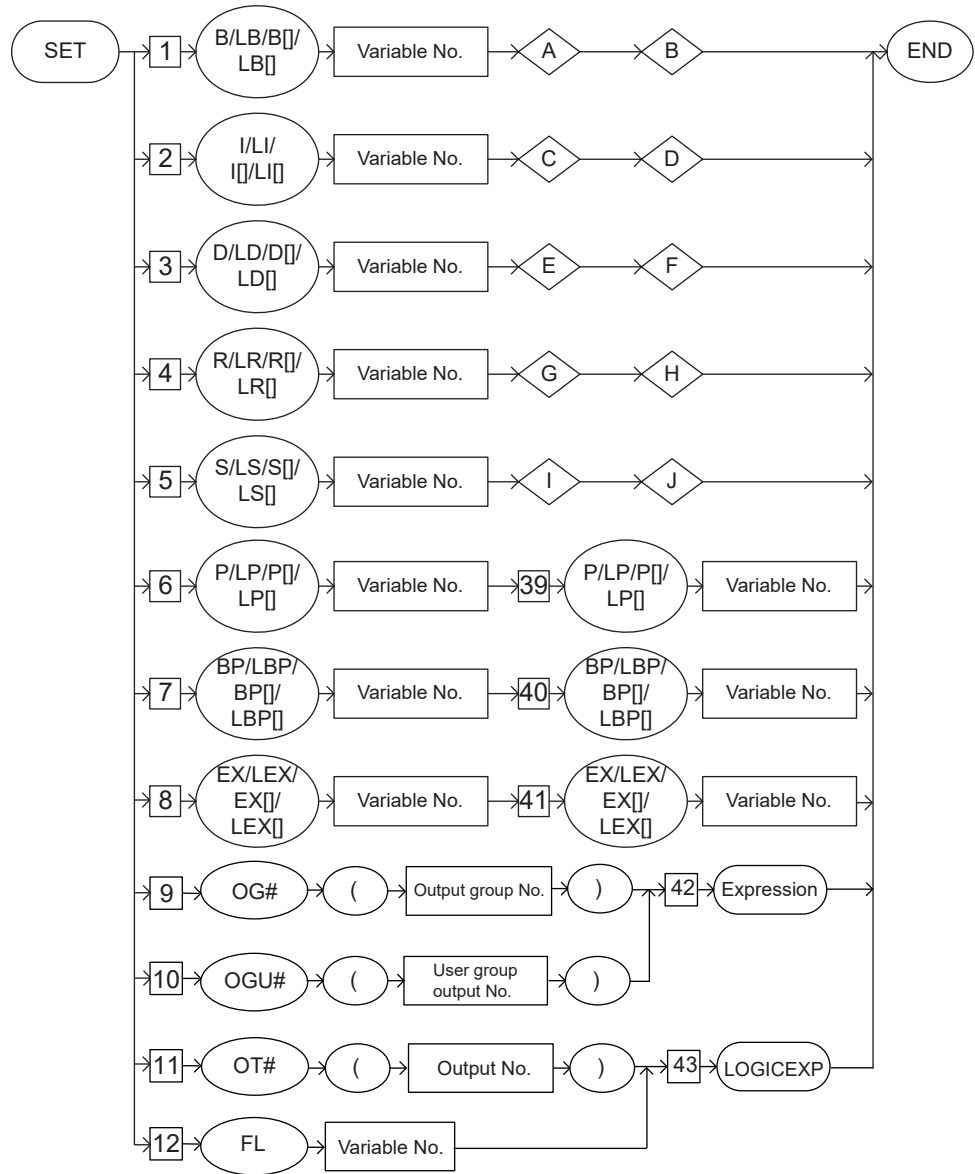 SET
1
B/LB/B[]/
LB[]
Variable No.
A
B
END
2
I/LI/
I[]/LI[]
Variable No.
C
D
3
D/LD/D[]/
LD[]
Variable No.
E
F
4
R/LR/R[]/
LR[]
Variable No.
G
H
5
S/LS/S[]/
LS[]
Variable No.
I
J
6
P/LP/P[]/
LP[]
Variable No.
39
P/LP/P[]/
LP[]
Variable No.
7
BP/LBP/
BP[]/
LBP[]
Variable No.
40
BP/LBP/
BP[]/
LBP[]
Variable No.
8
EX/LEX/
EX[]/
LEX[]
Variable No.
41
EX/LEX/
EX[]/
LEX[]
Variable No.
9
OG#
(
Output group No.
)
42
Expression
10
OGU#
(
User group
output No.
)
11
OT#
(
Output No.
)
43
LOGICEXP
12
FL
Variable No.